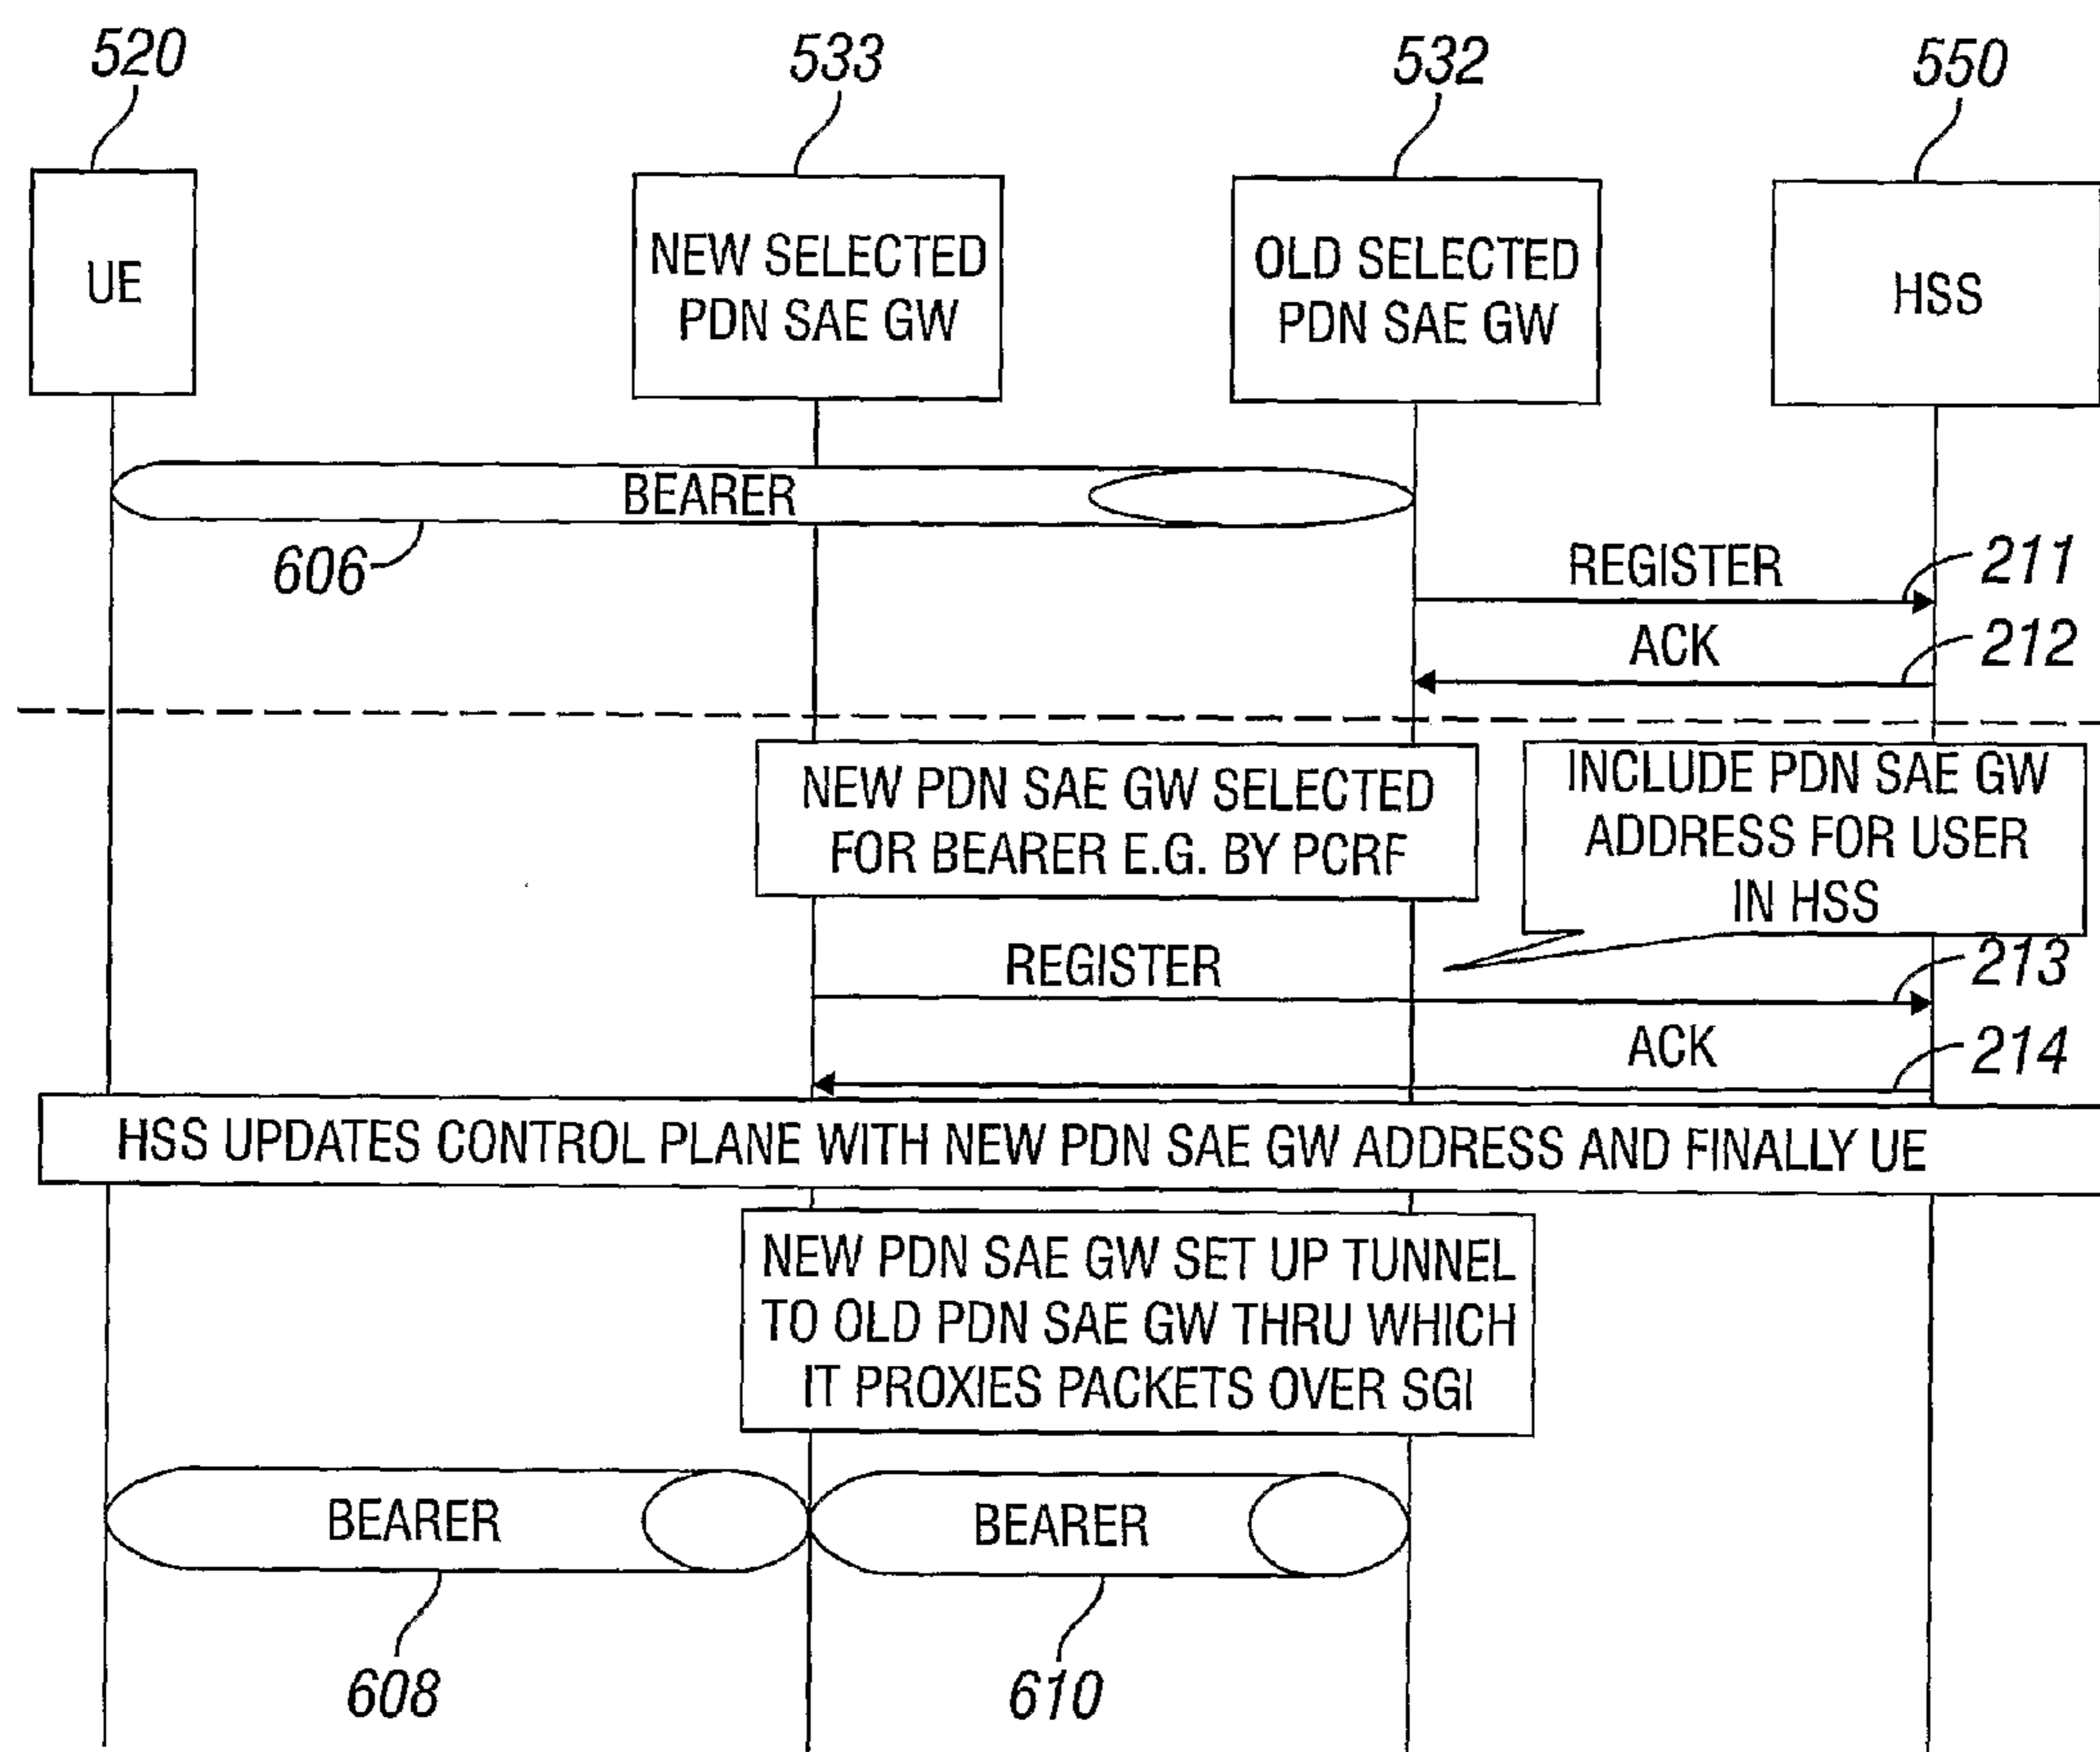 520
533
532
550
UE
NEW SELECTED
PDN SAE GW
OLD SELECTED
PDN SAE GW
HSS
BEARER
606
REGISTER
211
ACK
212
NEW PDN SAE GW SELECTED
FOR BEARER E.G. BY PCRF
INCLUDE PDN SAE GW
ADDRESS FOR USER
IN HSS
REGISTER
213
ACK
214
HSS UPDATES CONTROL PLANE WITH NEW PDN SAE GW ADDRESS AND FINALLY UE
NEW PDN SAE GW SET UP TUNNEL
TO OLD PDN SAE GW THRU WHICH
IT PROXIES PACKETS OVER SGI
BEARER
BEARER
608
610